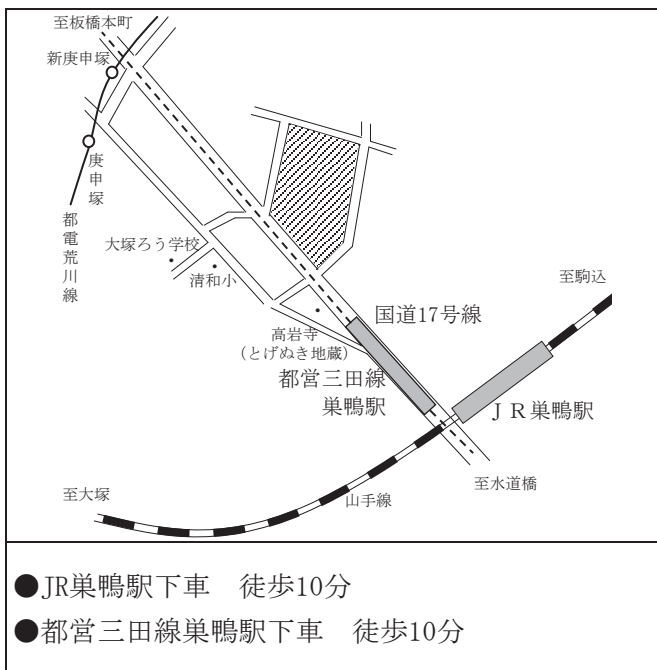 至板橋本町
新庚申塚
庚申塚
都電荒川線
大塚ろう学校
清和小
至駒込
国道17号線
高岩寺
(とげぬき地蔵)
都営三田線
巣鴨駅
ＪＲ巣鴨駅
至水道橋
至大塚
山手線
●JR巣鴨駅下車　徒歩10分
●都営三田線巣鴨駅下車　徒歩10分